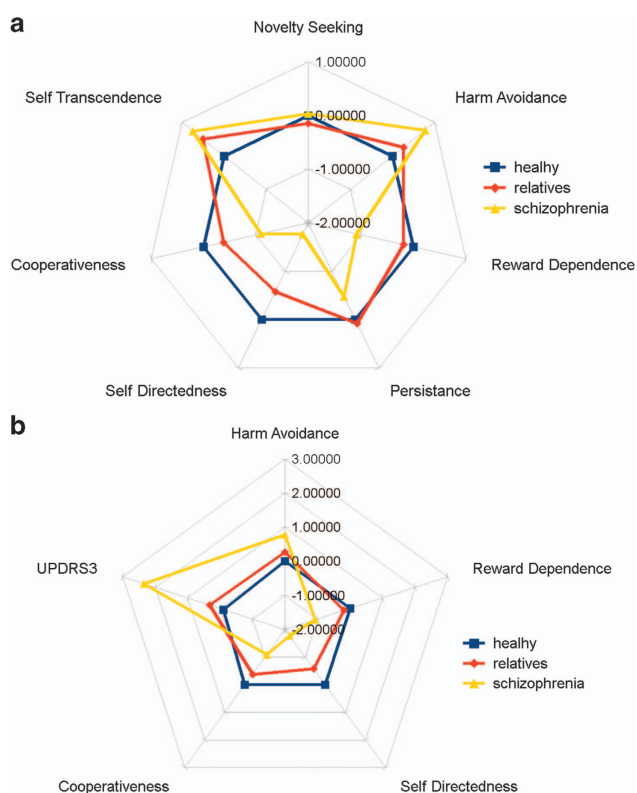 a
Novelty Seeking
1.00000
Self Transcendence
Harm Avoidance
0.00000
healhy
relatives
schizophrenia
-1.00000
-2.00000
Cooperativeness
Reward Dependence
Self Directedness
Persistance
b
Harm Avoidance
3.00000
2.00000
1.00000
UPDRS3
0.00000
Reward Dependence
-1.00000
-2.00000
healhy
relatives
schizophrenia
Cooperativeness
Self Directedness